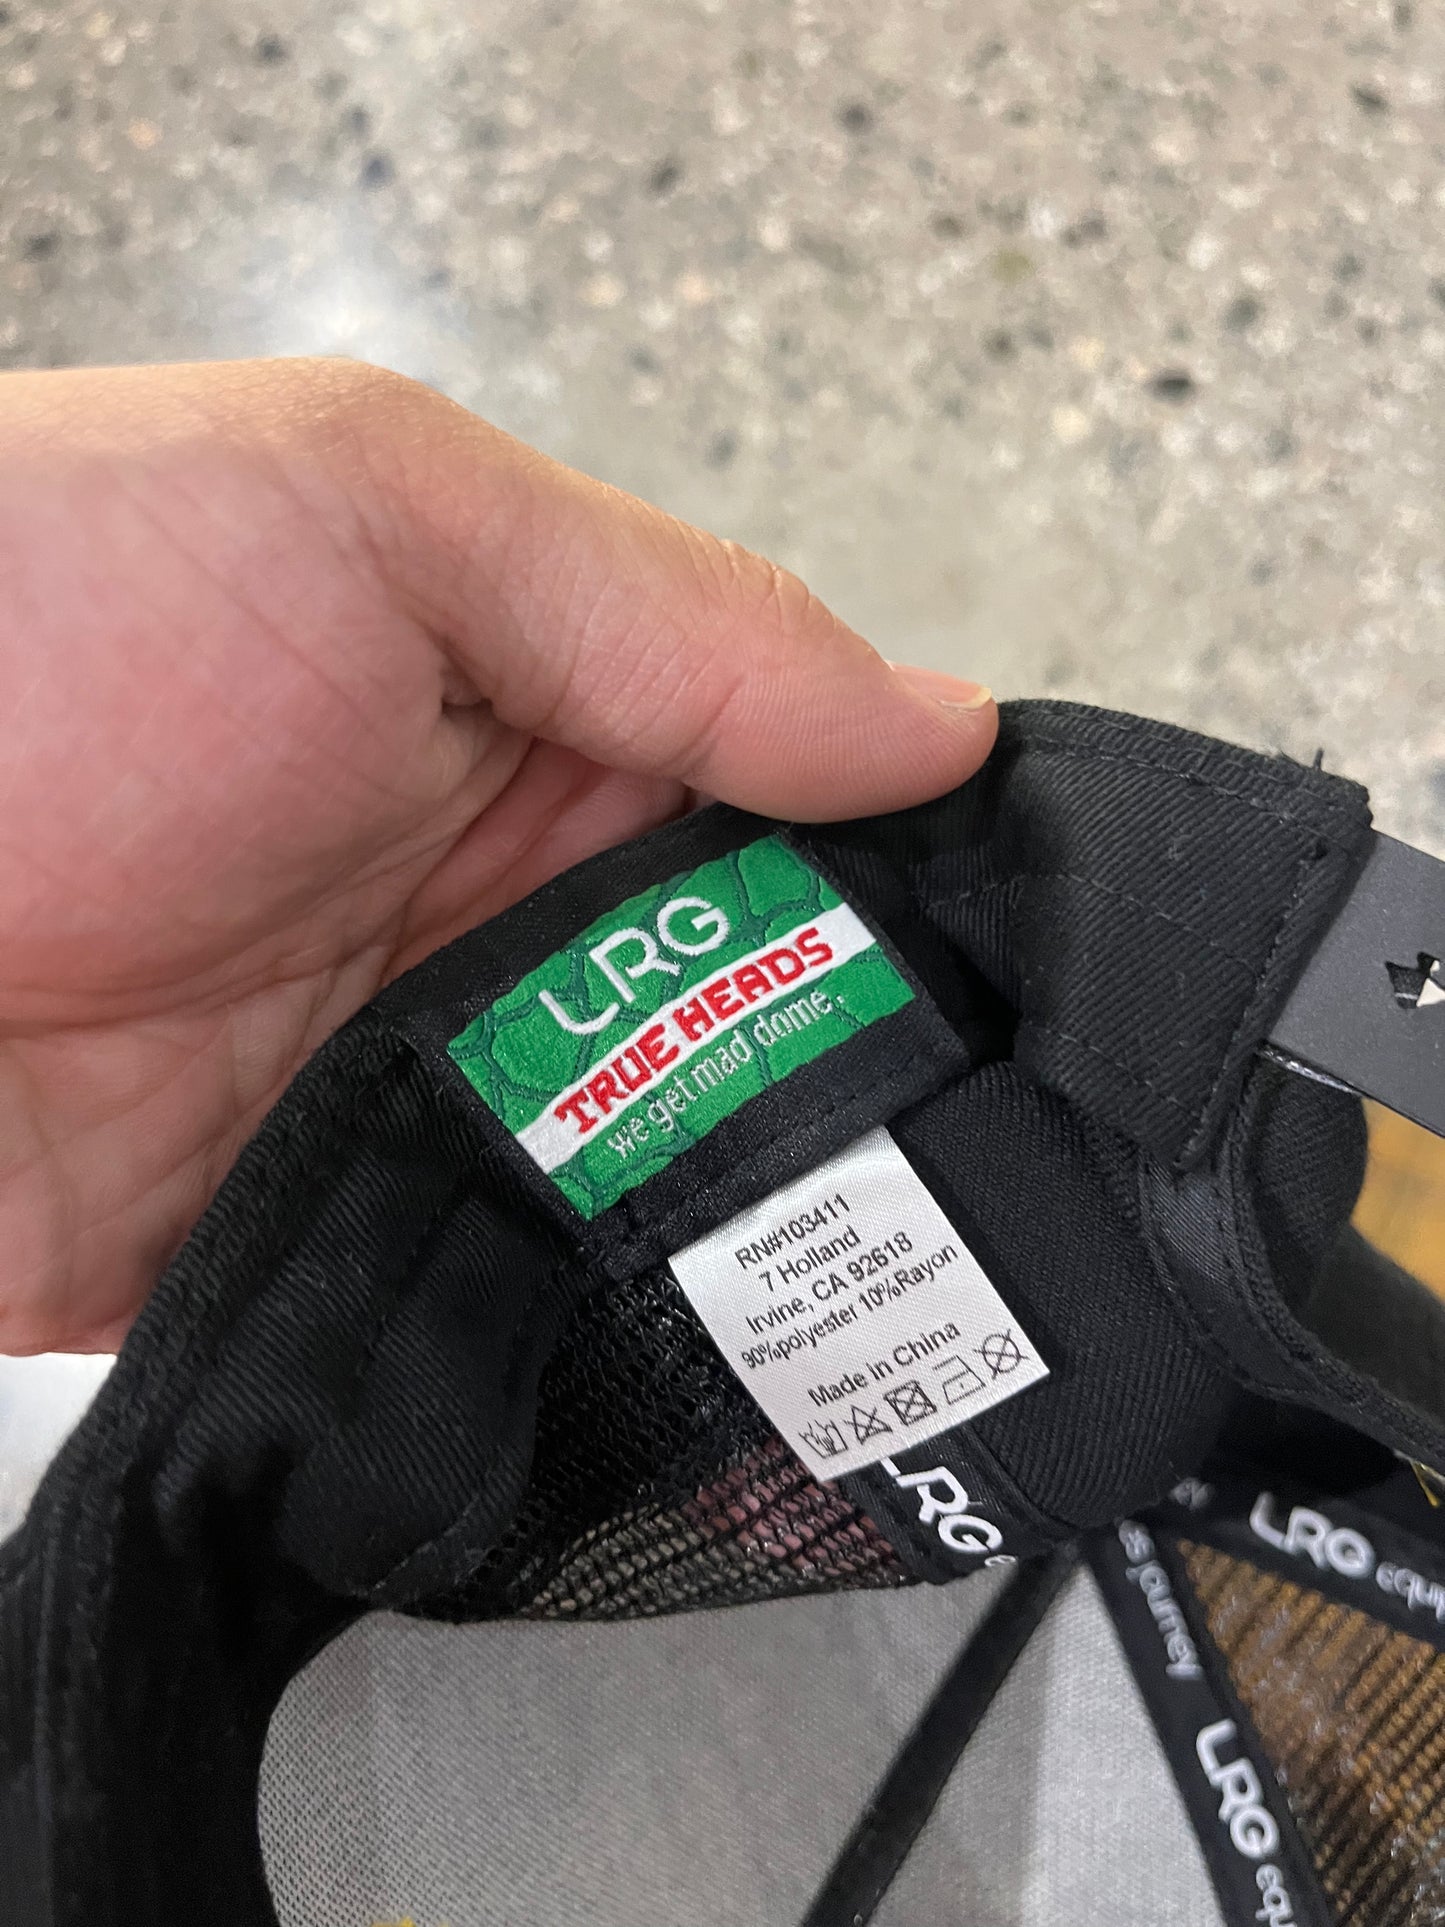 LRG
TRUE HEADS
we get mad dome.
RN#103411
7 Holland
Irvine, CA 92618
90%polyester 10%Rayon
Made in China
LRG
LRG
journey
LRG